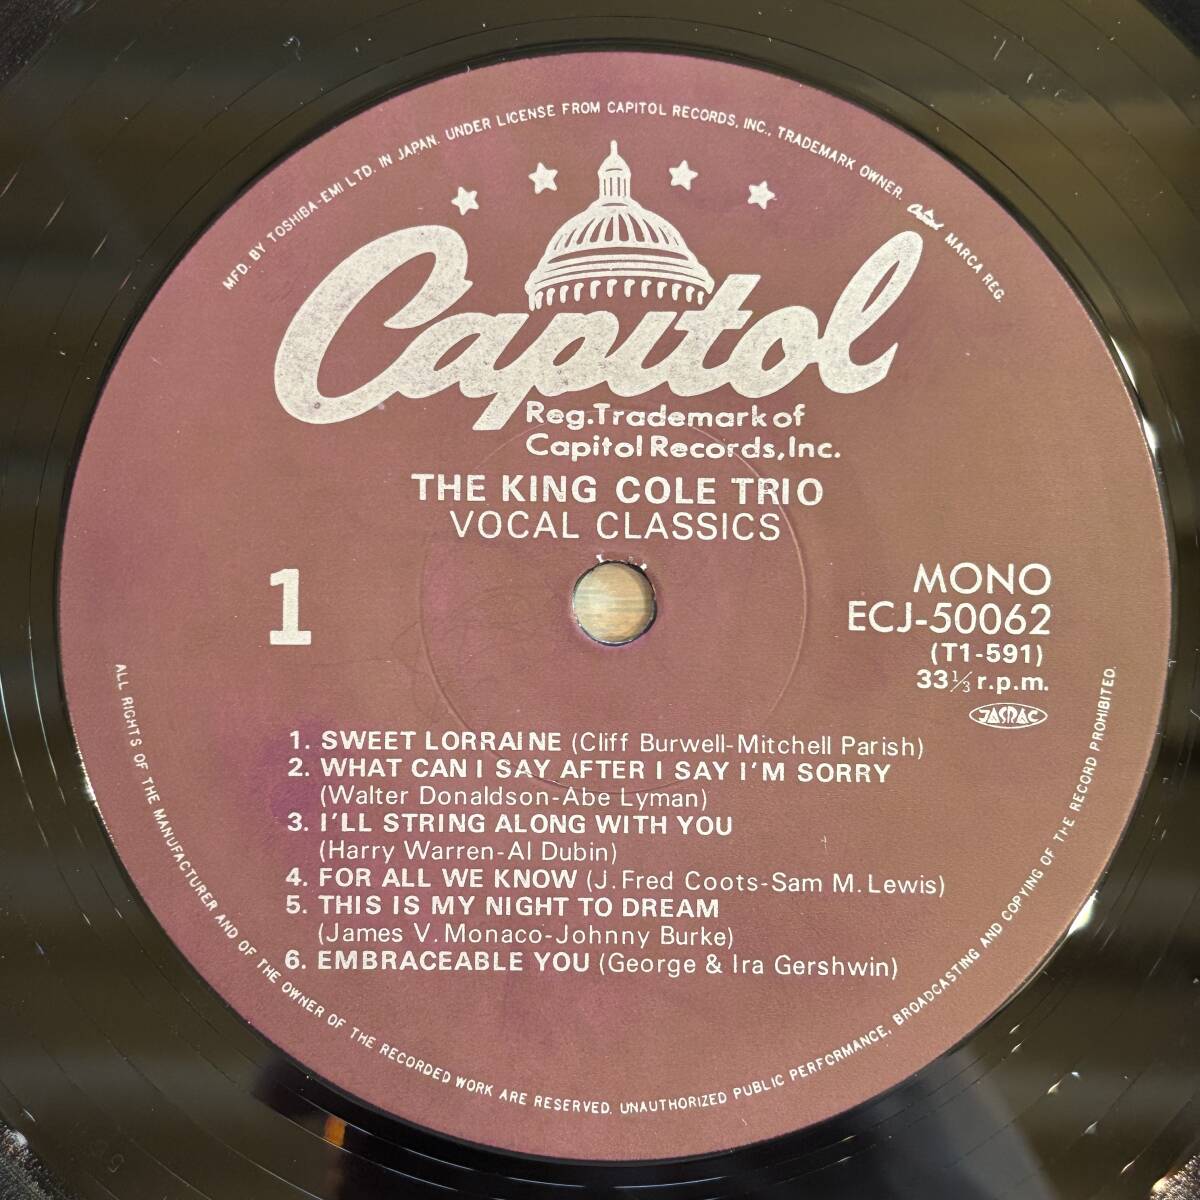 MFD. BY TOSHIBA-EMI LTD. IN JAPAN. UNDER LICENSE FROM CAPITOL RECORDS, INC., TRADEMARK OWNER. Capitol MARCA REG.
Capitol
Reg. Trademark of
Capitol Records, Inc.
THE KING COLE TRIO
VOCAL CLASSICS
1
MONO
ECJ-50062
(T1-591)
33⅓ r.p.m.
JASRAC
1. SWEET LORRAINE (Cliff Burwell-Mitchell Parish)
2. WHAT CAN I SAY AFTER I SAY I'M SORRY
(Walter Donaldson-Abe Lyman)
3. I'LL STRING ALONG WITH YOU
(Harry Warren-Al Dubin)
4. FOR ALL WE KNOW (J. Fred Coots-Sam M. Lewis)
5. THIS IS MY NIGHT TO DREAM
(James V. Monaco-Johnny Burke)
6. EMBRACEABLE YOU (George & Ira Gershwin)
ALL RIGHTS OF THE MANUFACTURER AND OF THE OWNER OF THE RECORDED WORK ARE RESERVED. UNAUTHORIZED PUBLIC PERFORMANCE, BROADCASTING AND COPYING OF THE RECORD PROHIBITED.